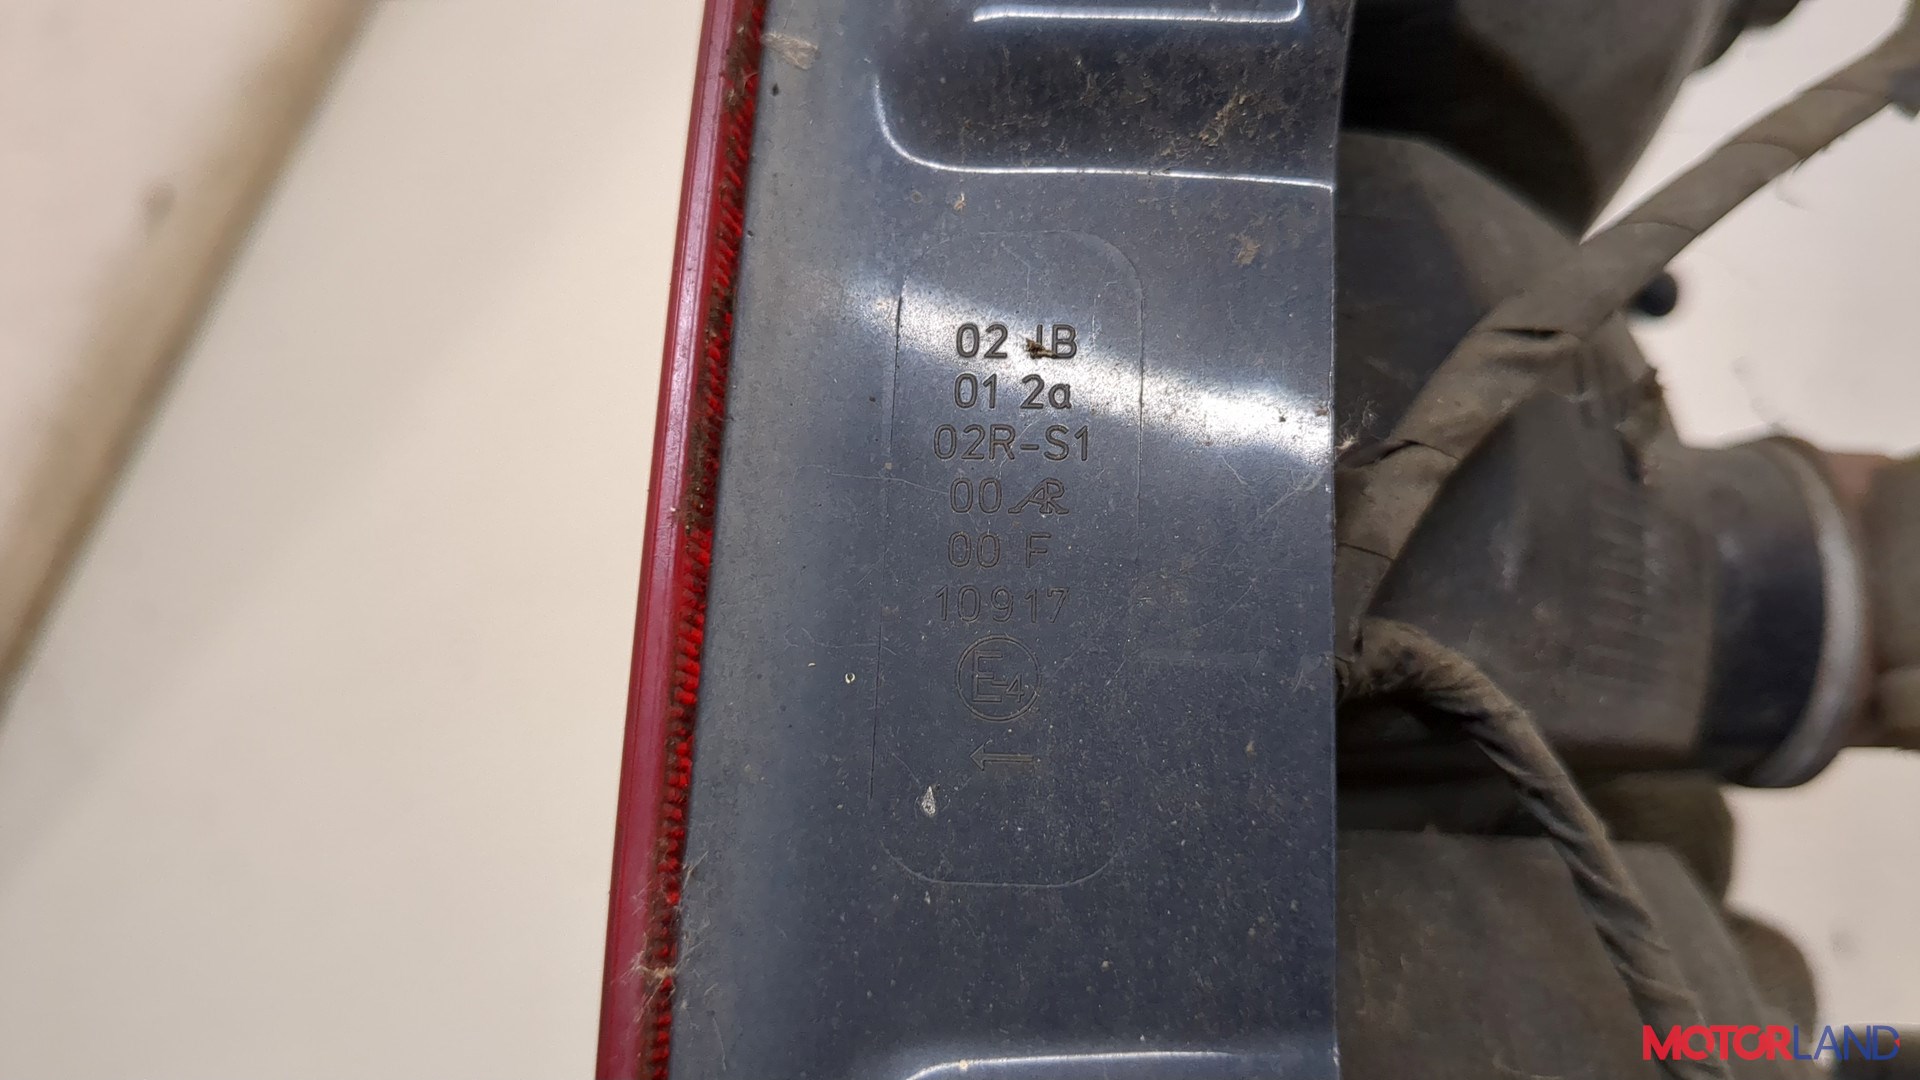 02 IB
01 2a
02R-S1
00 AR
00 F
10917
E4
←
MOTORLAND